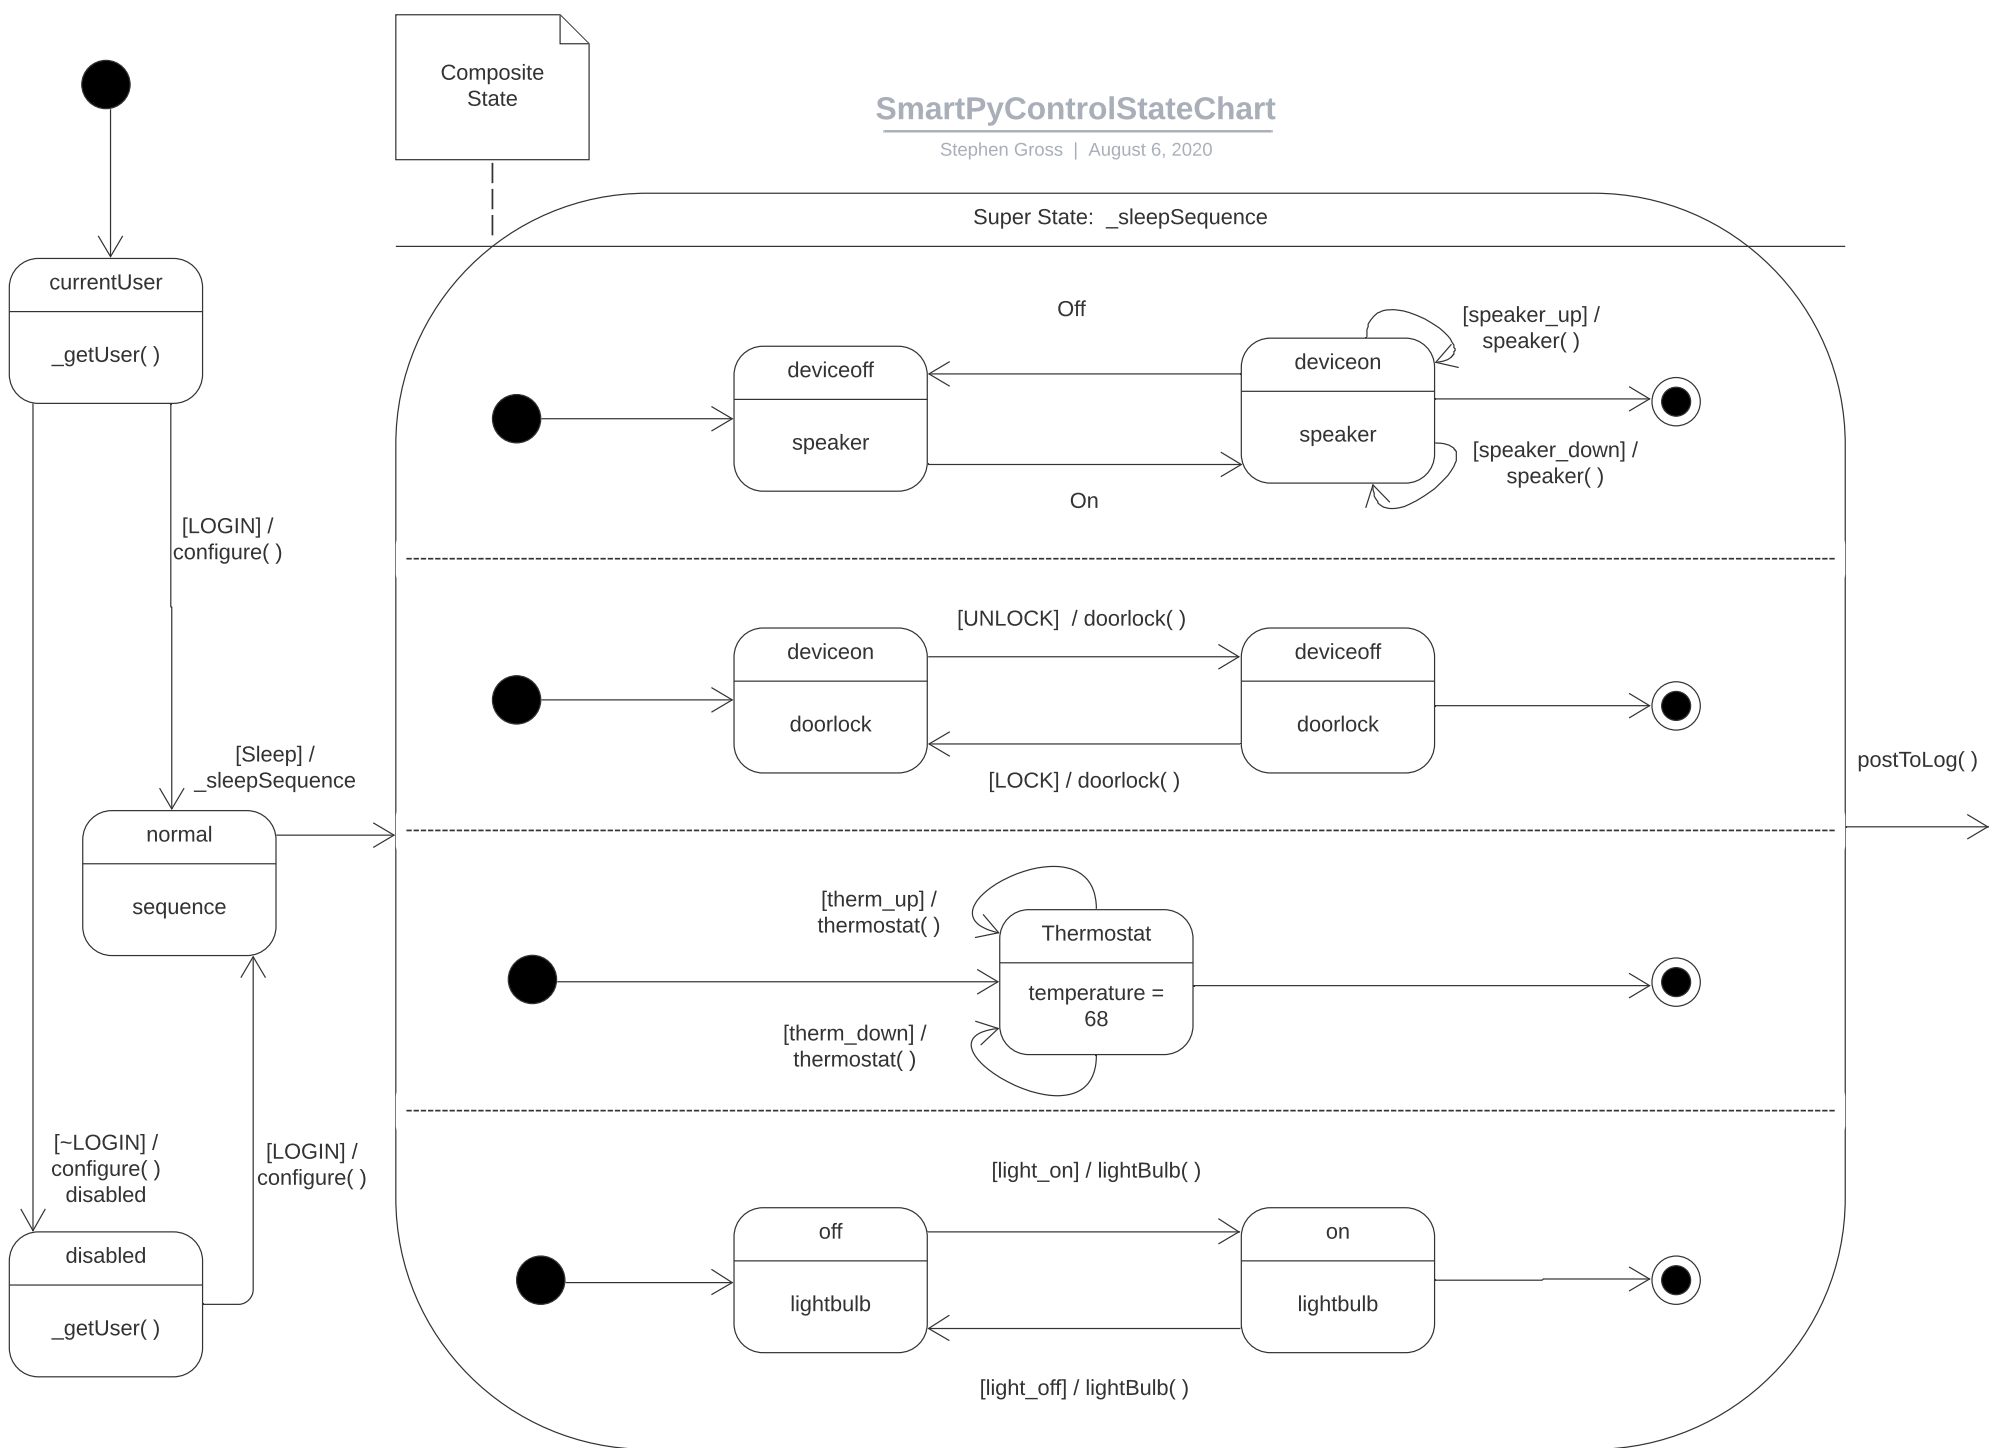 Composite
State
SmartPyControlStateChart
Stephen Gross | August 6, 2020
Super State:  _sleepSequence
currentUser
_getUser( )
[LOGIN] /
configure( )
[Sleep] /
_sleepSequence
normal
sequence
[~LOGIN] /
configure( )
disabled
[LOGIN] /
configure( )
disabled
_getUser( )
Off
deviceoff
speaker
On
deviceon
speaker
[speaker_up] /
speaker( )
[speaker_down] /
speaker( )
[UNLOCK]  / doorlock( )
deviceon
doorlock
deviceoff
doorlock
[LOCK] / doorlock( )
[therm_up] /
thermostat( )
Thermostat
temperature =
68
[therm_down] /
thermostat( )
[light_on] / lightBulb( )
off
lightbulb
on
lightbulb
[light_off] / lightBulb( )
postToLog( )